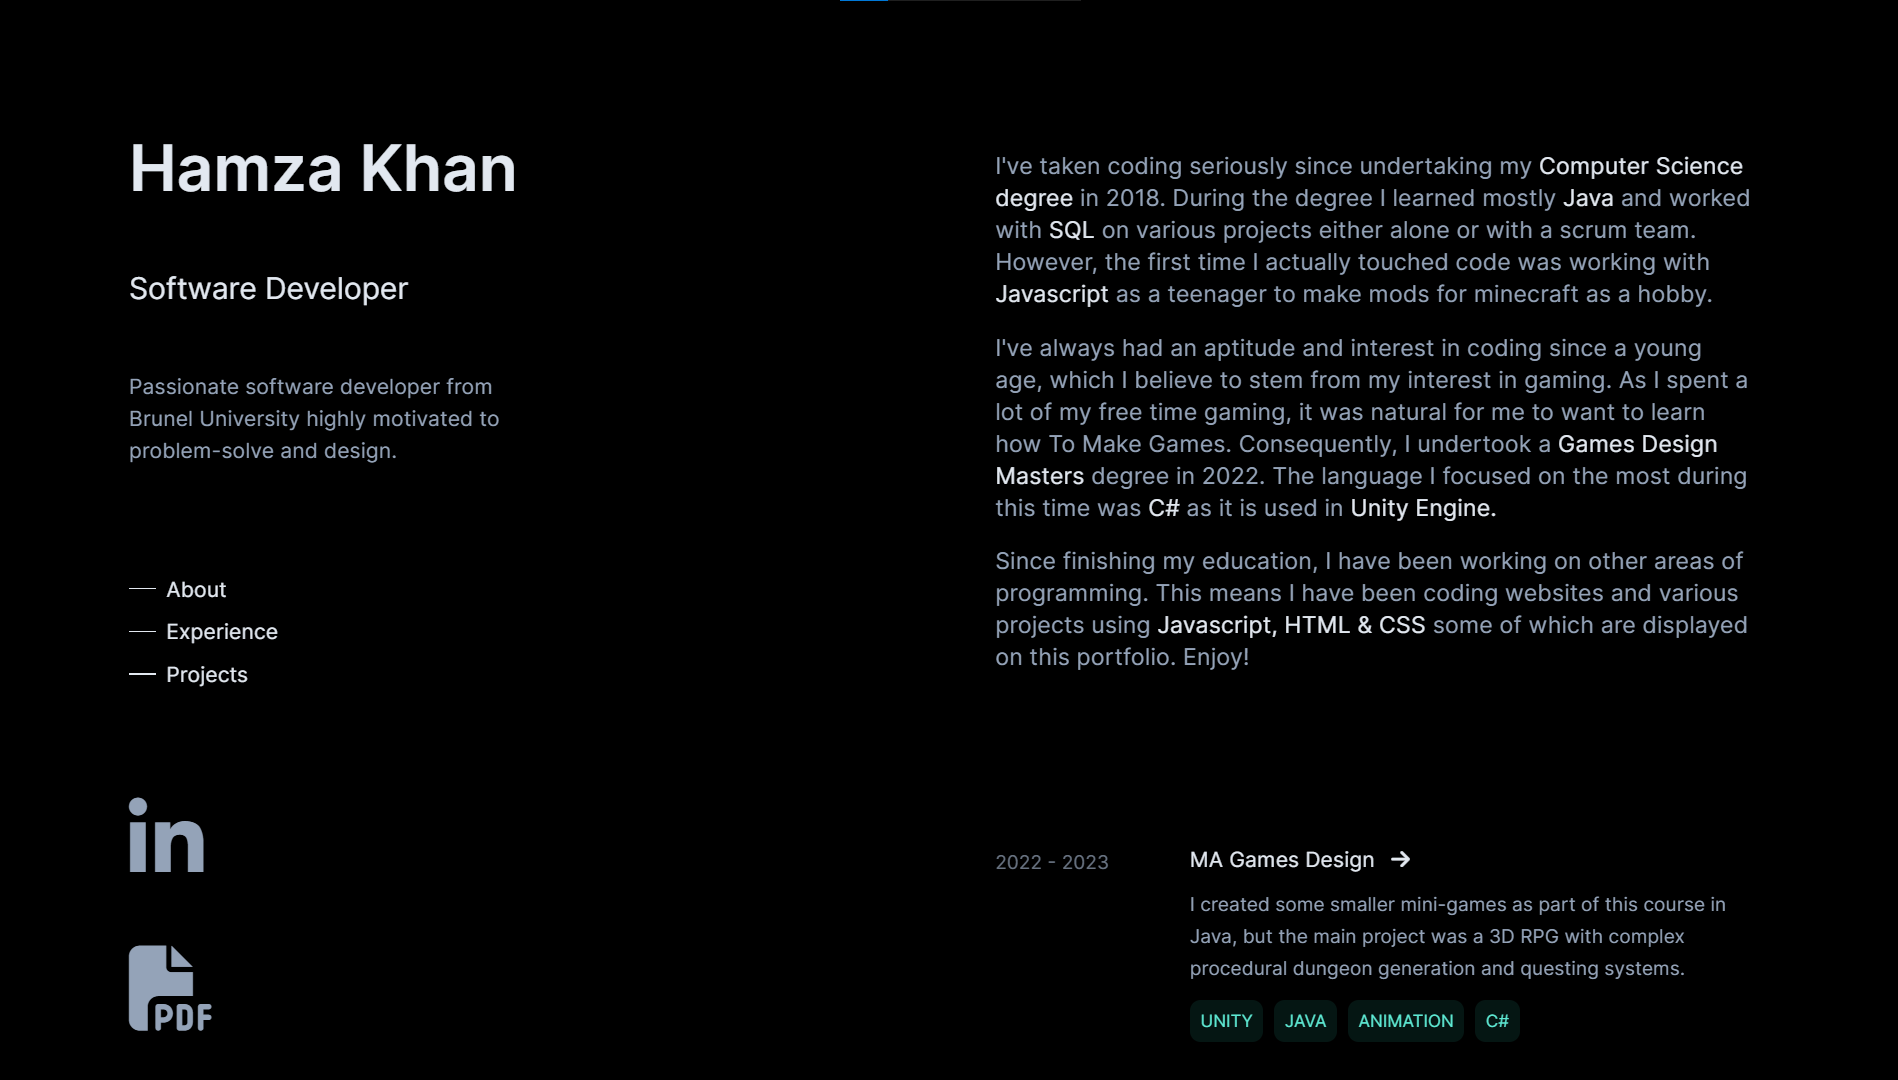 Hamza Khan
Software Developer
Passionate software developer from
Brunel University highly motivated to
problem-solve and design.
About
Experience
Projects
in
PDF
I've taken coding seriously since undertaking my Computer Science
degree in 2018. During the degree I learned mostly Java and worked
with SQL on various projects either alone or with a scrum team.
However, the first time I actually touched code was working with
Javascript as a teenager to make mods for minecraft as a hobby.
I've always had an aptitude and interest in coding since a young
age, which I believe to stem from my interest in gaming. As I spent a
lot of my free time gaming, it was natural for me to want to learn
how To Make Games. Consequently, I undertook a Games Design
Masters degree in 2022. The language I focused on the most during
this time was C# as it is used in Unity Engine.
Since finishing my education, I have been working on other areas of
programming. This means I have been coding websites and various
projects using Javascript, HTML & CSS some of which are displayed
on this portfolio. Enjoy!
2022 - 2023
MA Games Design →
I created some smaller mini-games as part of this course in
Java, but the main project was a 3D RPG with complex
procedural dungeon generation and questing systems.
UNITY JAVA ANIMATION C#